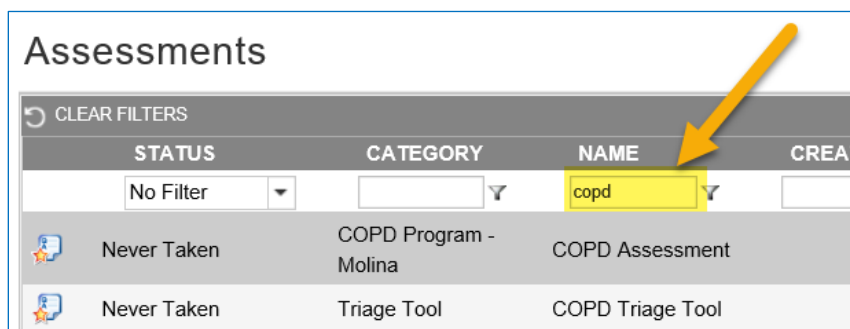 Assessments
CLEAR FILTERS
STATUS CATEGORY NAME CREA
No Filter copd
Never Taken COPD Program - Molina COPD Assessment
Never Taken Triage Tool COPD Triage Tool